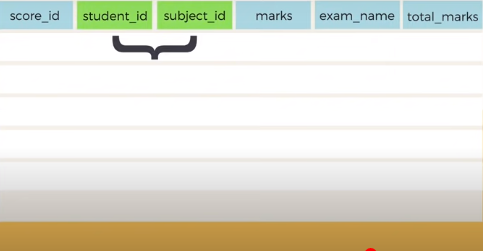 score_id student_id subject_id marks exam_name total_marks